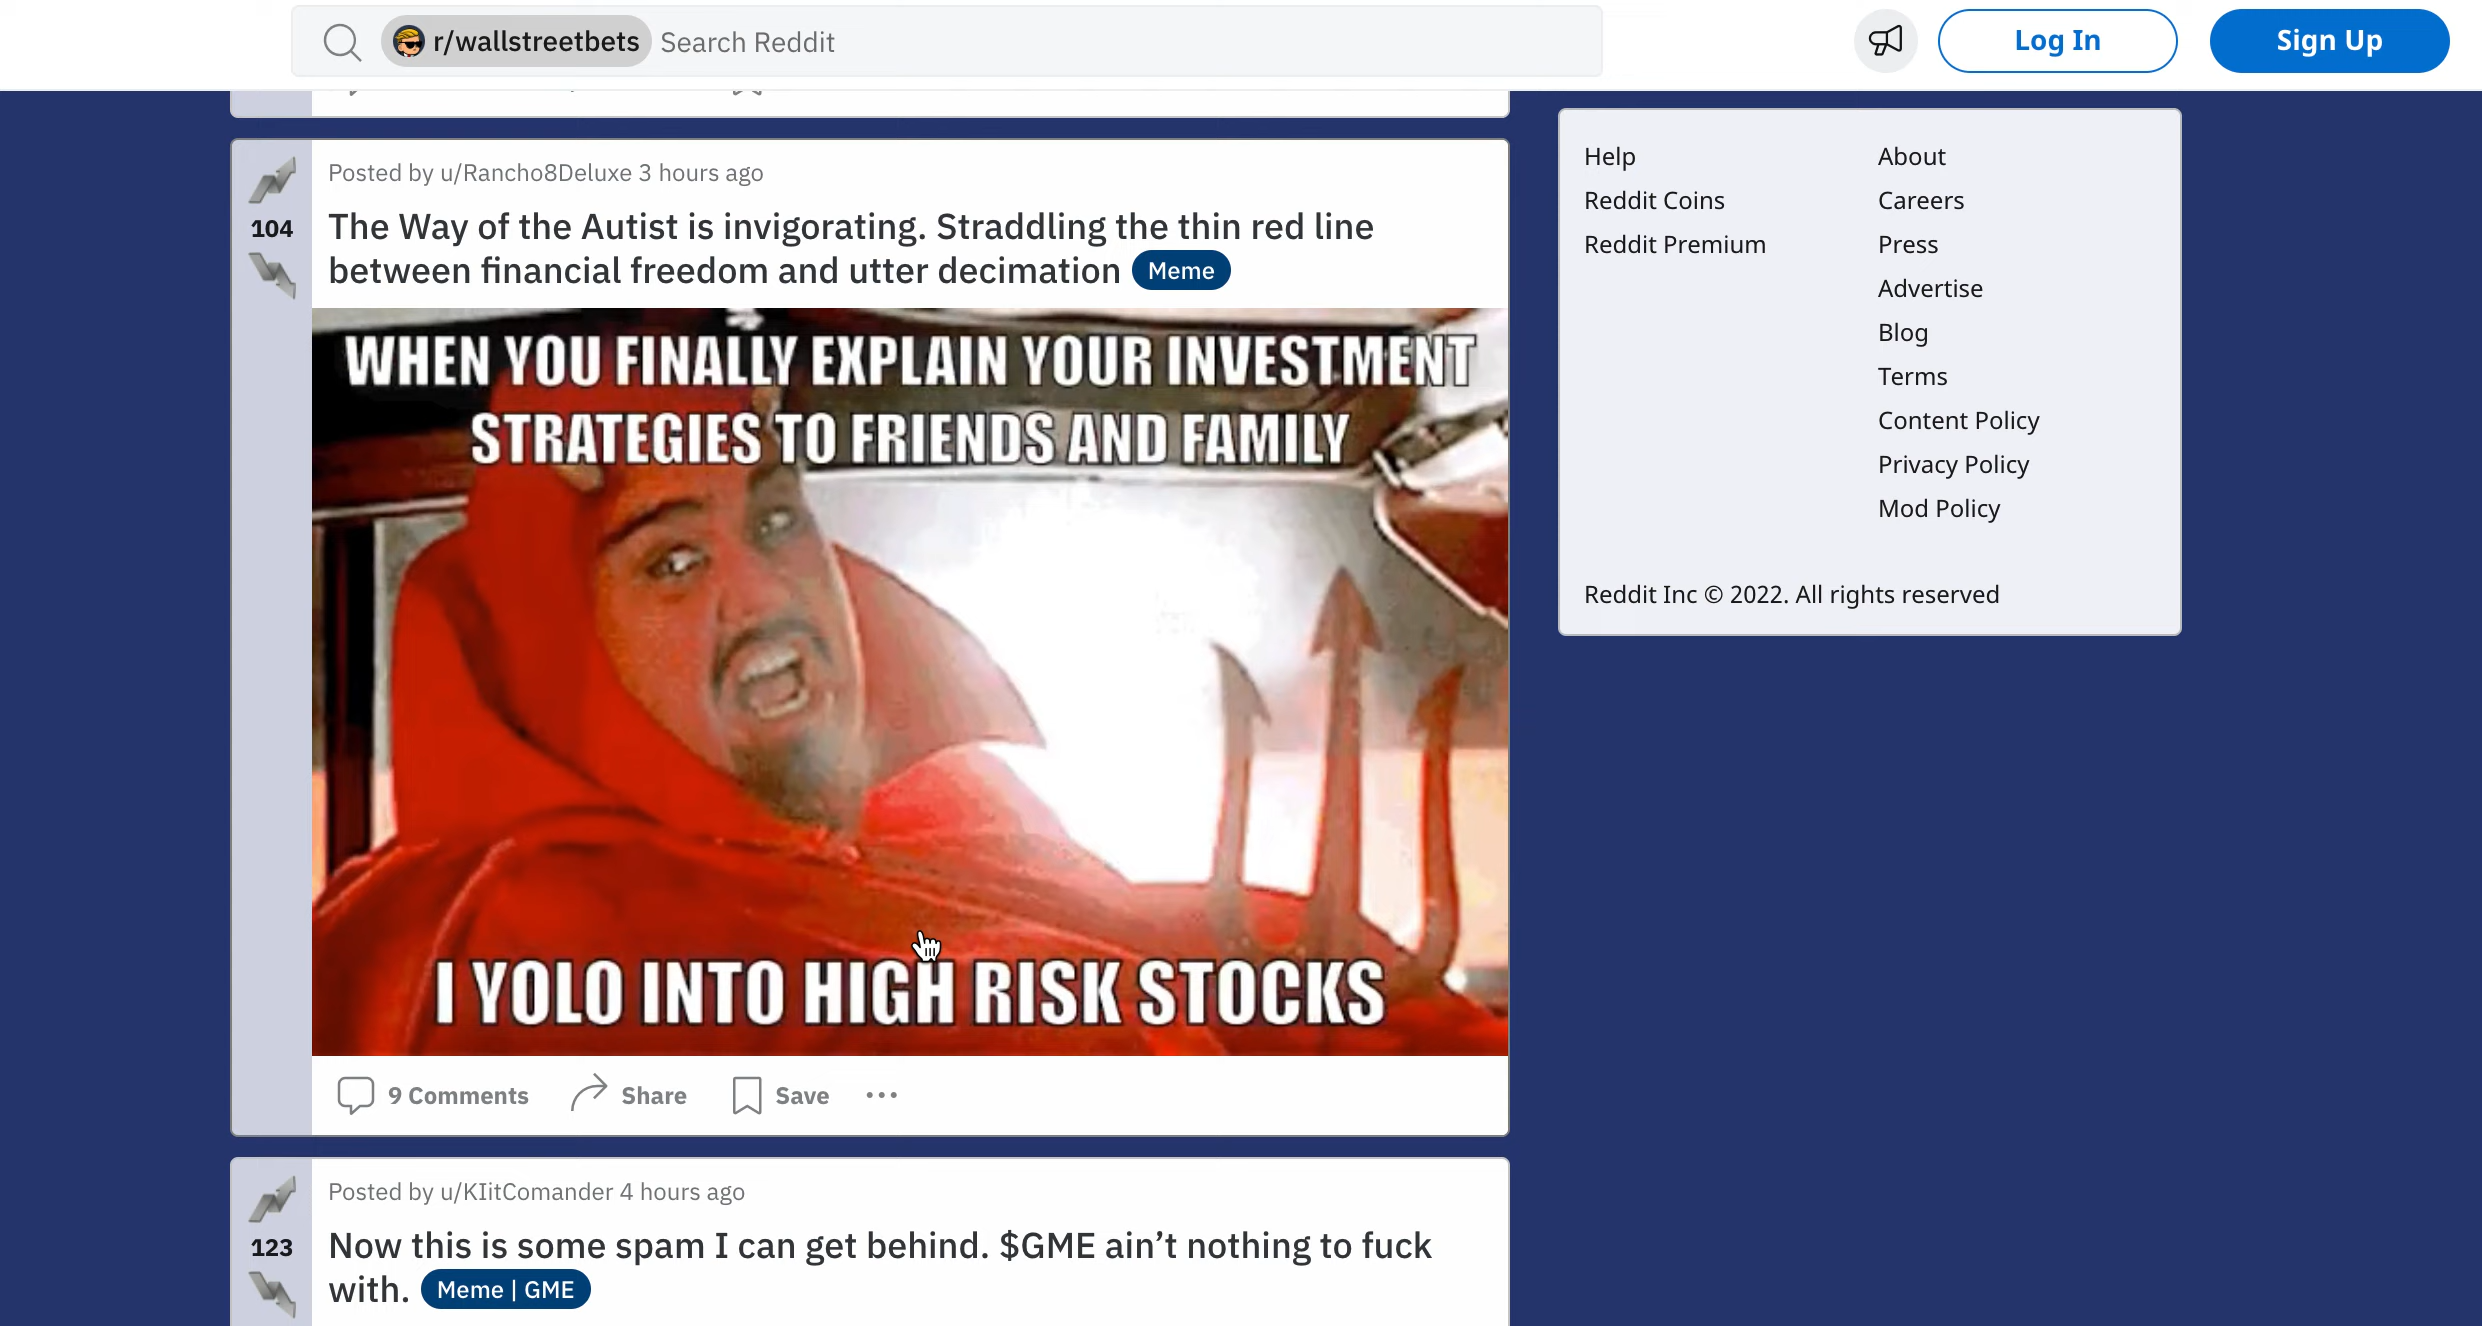 r/wallstreetbets Search Reddit
Log In
Sign Up
Posted by u/Rancho8Deluxe 3 hours ago
104
The Way of the Autist is invigorating. Straddling the thin red line
between financial freedom and utter decimation Meme
WHEN YOU FINALLY EXPLAIN YOUR INVESTMENT
STRATEGIES TO FRIENDS AND FAMILY
I YOLO INTO HIGH RISK STOCKS
9 Comments
Share
Save
Posted by u/KIitComander 4 hours ago
123
Now this is some spam I can get behind. $GME ain’t nothing to fuck
with. Meme | GME
Help
Reddit Coins
Reddit Premium
About
Careers
Press
Advertise
Blog
Terms
Content Policy
Privacy Policy
Mod Policy
Reddit Inc © 2022. All rights reserved